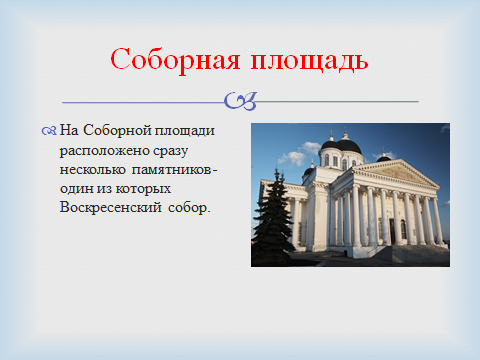 Соборная площадь
На Соборной площади
расположено сразу
несколько памятников-
один из которых
Воскресенский собор.